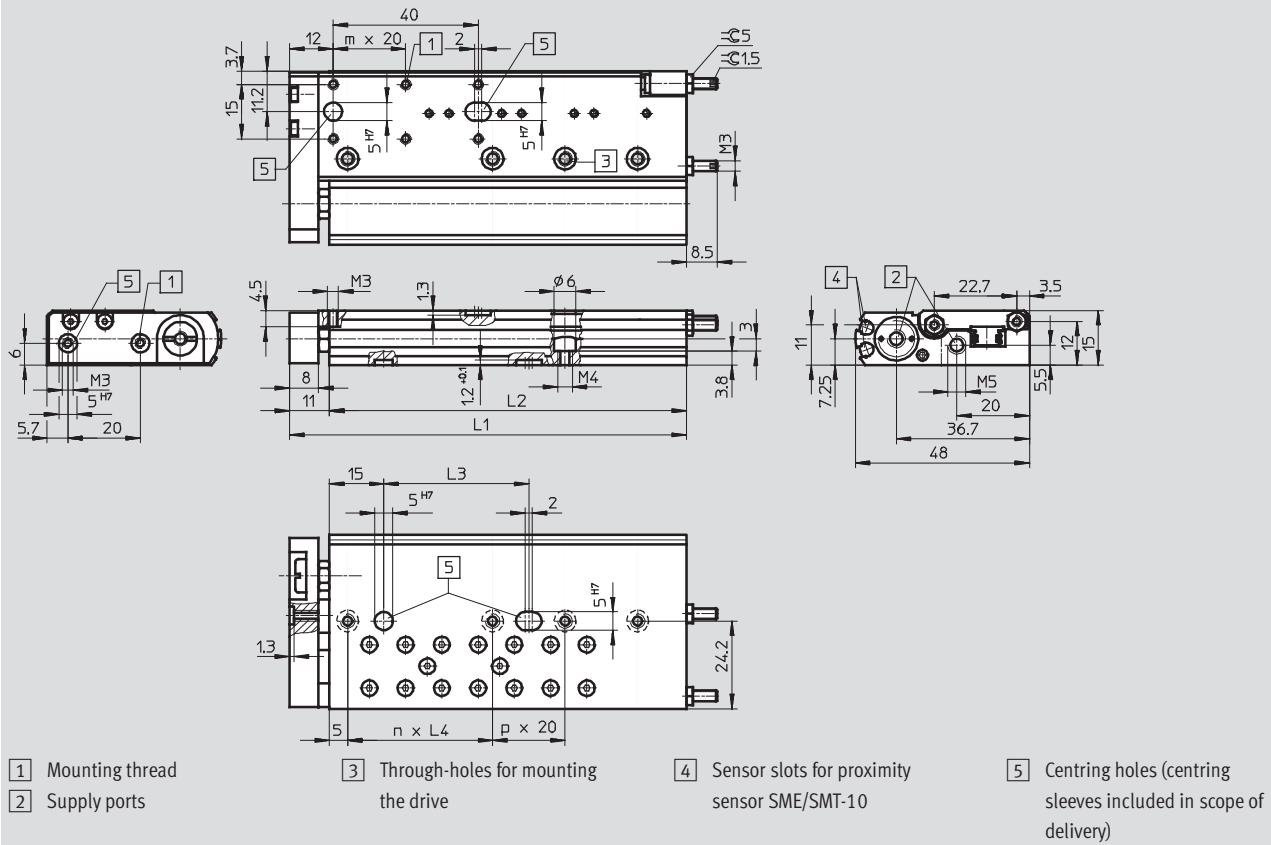 40
12
m x 20
1
2
5
5
1.5
3.7
11.2
15
5 H7
5 H7
M3
5
3
8.5
5
1
4.5
M3
1.3
ø6
3
4
2
22.7
3.5
6
M3
5 H7
5.7
20
8
11
1.2 +0.1
M4
L2
3.8
L1
11
7.25
M5
12
15
5.5
20
36.7
48
15
L3
5 H7
2
5
5 H7
1.3
24.2
5
n x L4
p x 20
1 Mounting thread
2 Supply ports
3 Through-holes for mounting
the drive
4 Sensor slots for proximity
sensor SME/SMT-10
5 Centring holes (centring
sleeves included in scope of
delivery)